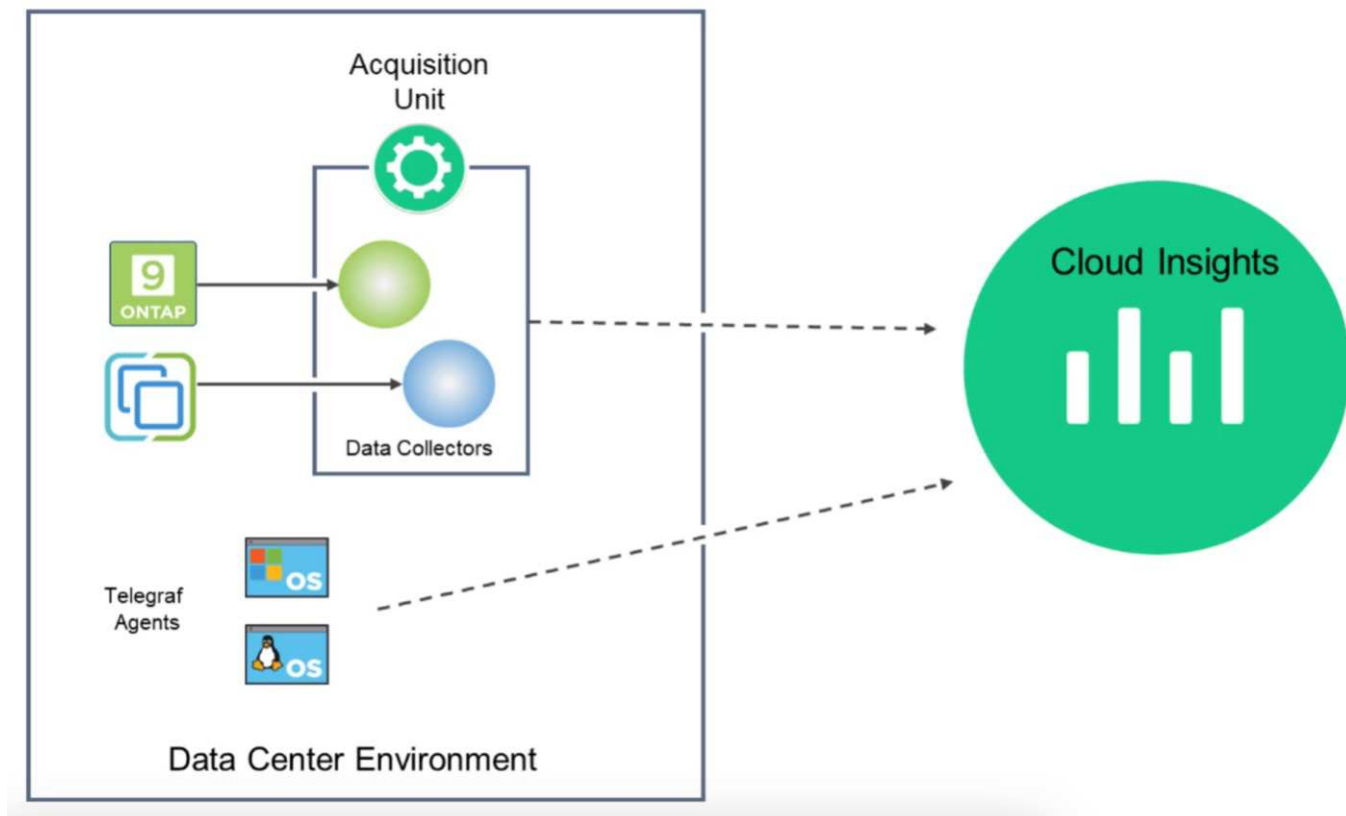 Acquisition
Unit
Cloud Insights
9
ONTAP
Data Collectors
Telegraf
Agents
OS
OS
Data Center Environment